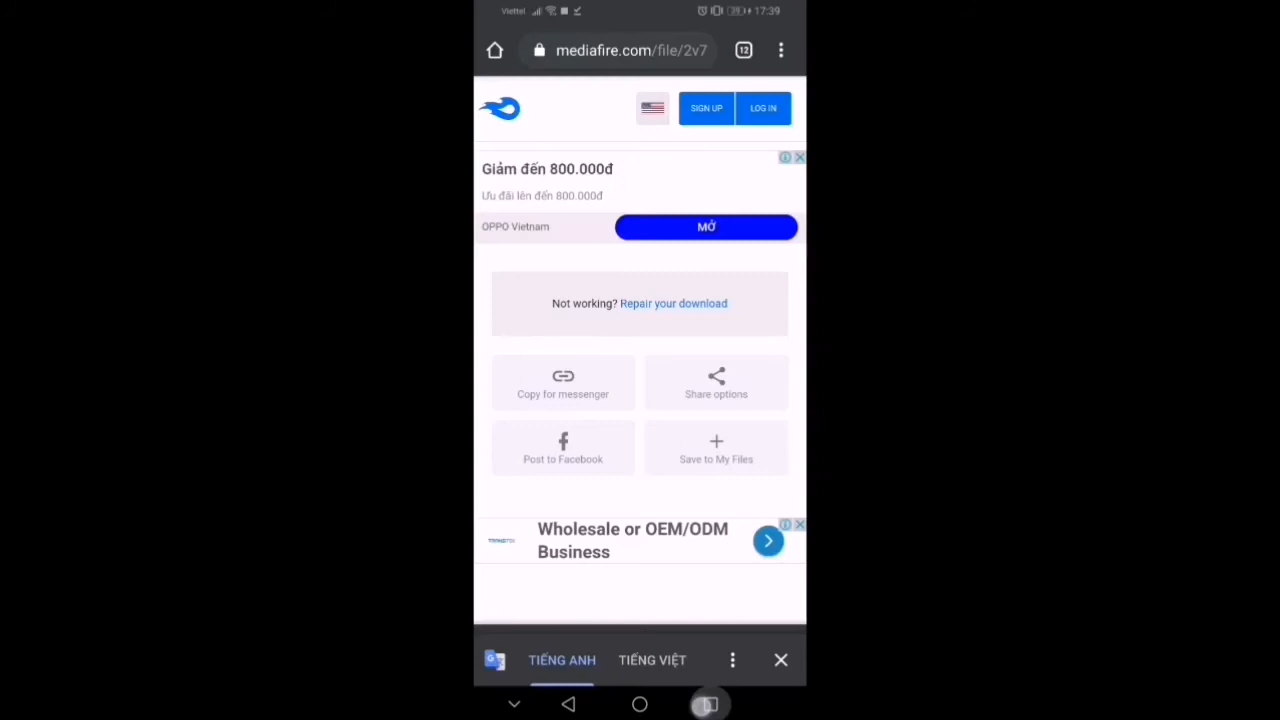 Viettel 17:39
mediafire.com/file/2v7 12
SIGN UP LOG IN
Giảm đến 800.000đ
Ưu đãi lên đến 800.000đ
OPPO Vietnam MỞ
Not working? Repair your download
Copy for messenger Share options
Post to Facebook Save to My Files
Wholesale or OEM/ODM
Business
TIẾNG ANH TIẾNG VIỆT